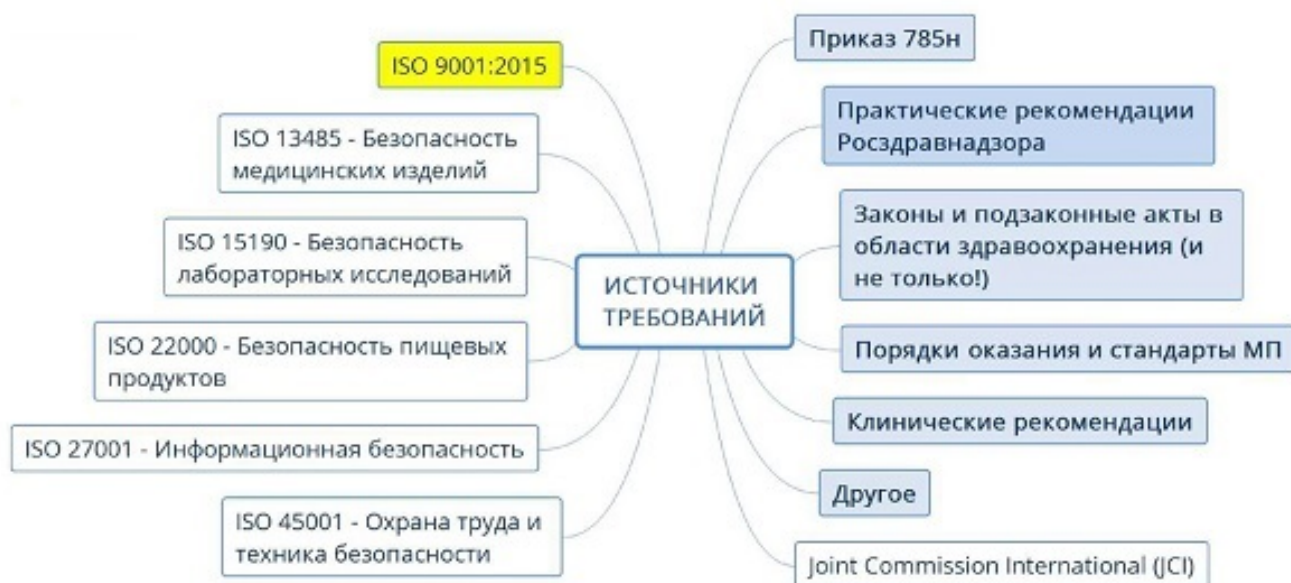 ISO 9001:2015
ISO 13485 - Безопасность
медицинских изделий
ISO 15190 - Безопасность
лабораторных исследований
ISO 22000 - Безопасность пищевых
продуктов
ISO 27001 - Информационная безопасность
ISO 45001 - Охрана труда и
техника безопасности
ИСТОЧНИКИ
ТРЕБОВАНИЙ
Приказ 785н
Практические рекомендации
Росздравнадзора
Законы и подзаконные акты в
области здравоохранения (и
не только!)
Порядки оказания и стандарты МП
Клинические рекомендации
Другое
Joint Commission International (JCI)